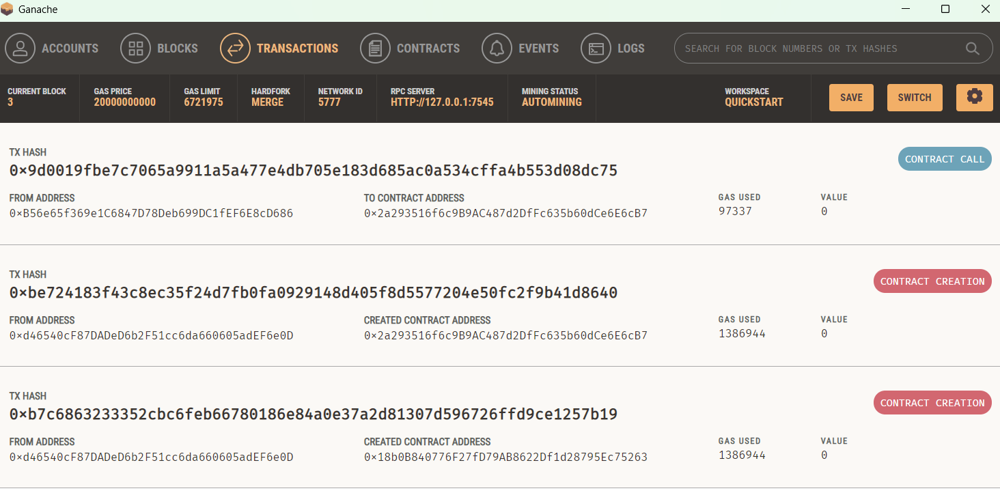 Ganache
ACCOUNTS BLOCKS TRANSACTIONS CONTRACTS EVENTS LOGS SEARCH FOR BLOCK NUMBERS OR TX HASHES
CURRENT BLOCK GAS PRICE GAS LIMIT HARDFORK NETWORK ID RPC SERVER MINING STATUS WORKSPACE
3 20000000000 6721975 MERGE 5777 HTTP://127.0.0.1:7545 AUTOMINING QUICKSTART SAVE SWITCH
TX HASH
0×9d0019fbe7c7065a9911a5a477e4db705e183d685ac0a534cffa4b553d08dc75 CONTRACT CALL
FROM ADDRESS TO CONTRACT ADDRESS GAS USED VALUE
0×B56e65f369e1C6847D78Deb699DC1fEF6E8cD686 0×2a293516f6c9B9AC487d2DfFc635b60dCe6E6cB7 97337 0
TX HASH
0×be724183f43c8ec35f24d7fb0fa0929148d405f8d5577204e50fc2f9b41d8640 CONTRACT CREATION
FROM ADDRESS CREATED CONTRACT ADDRESS GAS USED VALUE
0×d46540cF87DADeD6b2F51cc6da660605adEF6e0D 0×2a293516f6c9B9AC487d2DfFc635b60dCe6E6cB7 1386944 0
TX HASH
0×b7c6863233352cbc6feb66780186e84a0e37a2d81307d596726ffd9ce1257b19 CONTRACT CREATION
FROM ADDRESS CREATED CONTRACT ADDRESS GAS USED VALUE
0×d46540cF87DADeD6b2F51cc6da660605adEF6e0D 0×18b0B840776F27fD79AB8622Df1d28795Ec75263 1386944 0